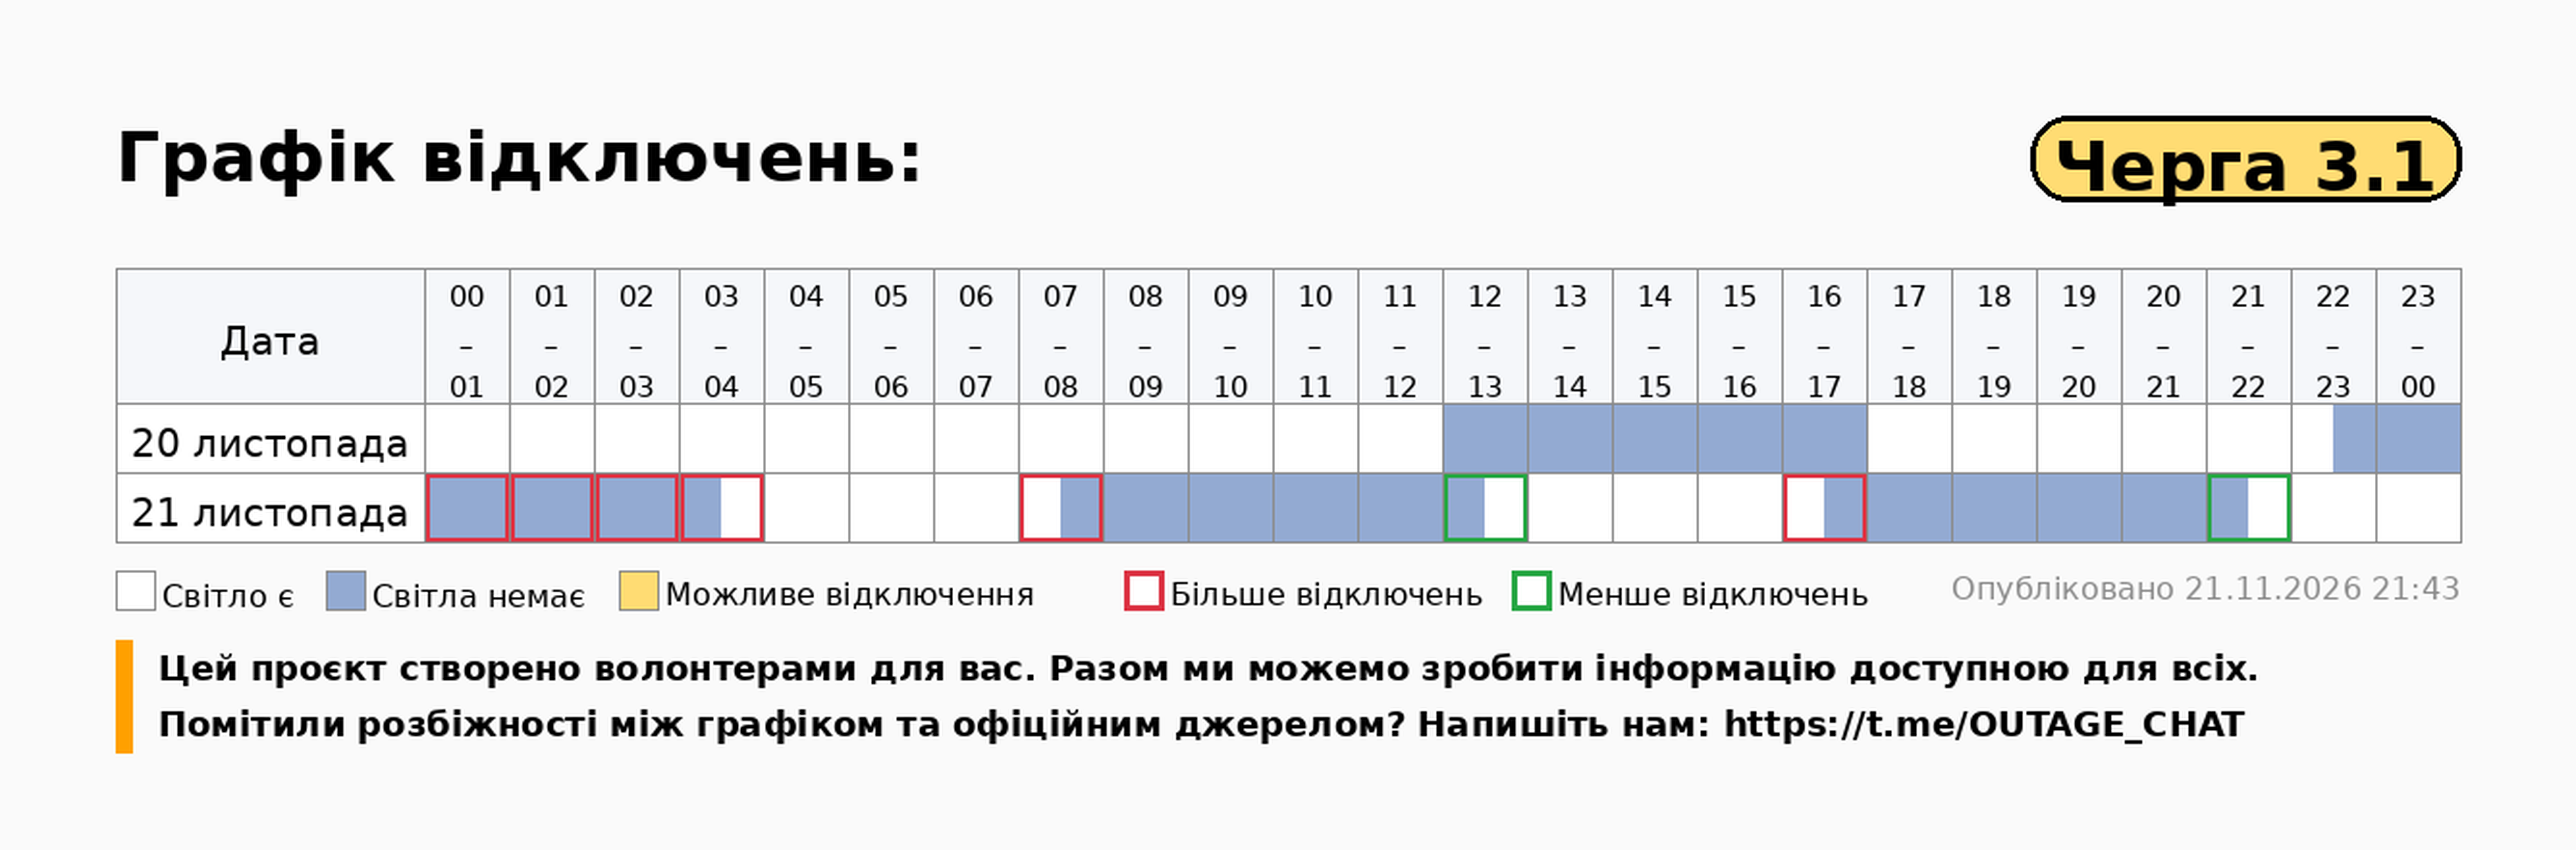 Графік відключень:
Черга 3.1
Дата
00 – 01
01 – 02
02 – 03
03 – 04
04 – 05
05 – 06
06 – 07
07 – 08
08 – 09
09 – 10
10 – 11
11 – 12
12 – 13
13 – 14
14 – 15
15 – 16
16 – 17
17 – 18
18 – 19
19 – 20
20 – 21
21 – 22
22 – 23
23 – 00
20 листопада
21 листопада
Світло є
Світла немає
Можливе відключення
Більше відключень
Менше відключень
Опубліковано 21.11.2026 21:43
Цей проєкт створено волонтерами для вас. Разом ми можемо зробити інформацію доступною для всіх.
Помітили розбіжності між графіком та офіційним джерелом? Напишіть нам: https://t.me/OUTAGE_CHAT